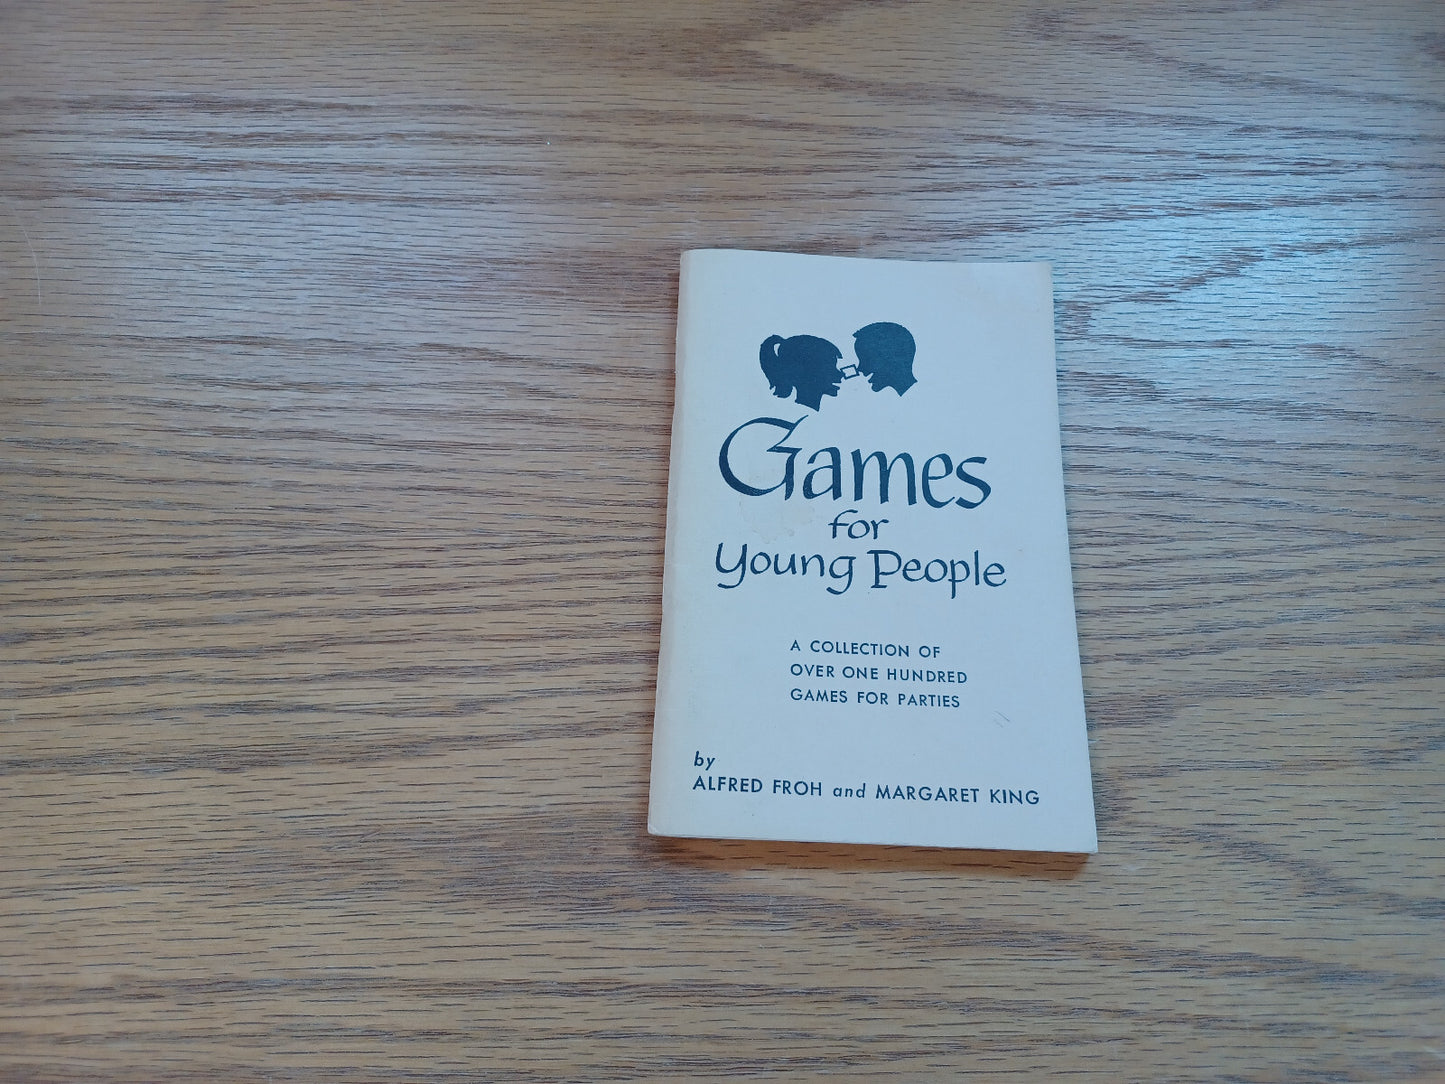 Games
for
Young People
A COLLECTION OF
OVER ONE HUNDRED
GAMES FOR PARTIES
by
ALFRED FROH and MARGARET KING